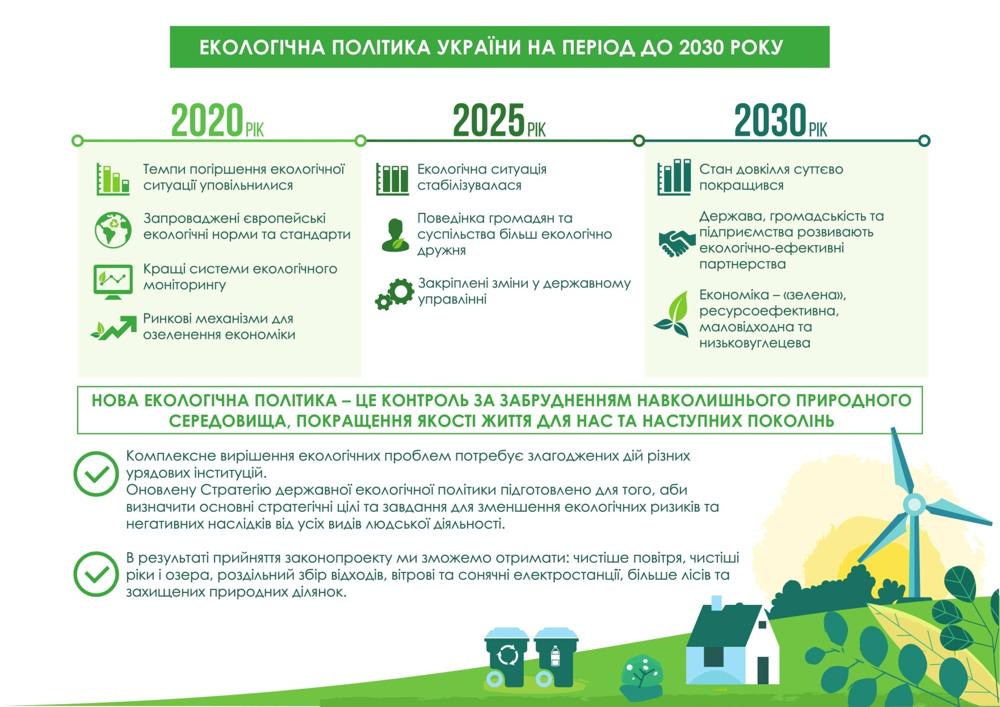 ЕКОЛОГІЧНА ПОЛІТИКА УКРАЇНИ НА ПЕРІОД ДО 2030 РОКУ
2020 РІК
Темпи погіршення екологічної
ситуації уповільнилися
Запроваджені європейські
екологічні норми та стандарти
Кращі системи екологічного
моніторингу
Ринкові механізми для
озеленення економіки
2025 РІК
Екологічна ситуація
стабілізувалася
Поведінка громадян та
суспільства більш екологічно
дружня
Закріплені зміни у державному
управлінні
2030 РІК
Стан довкілля суттєво
покращився
Держава, громадськість та
підприємства розвивають
екологічно-ефективні
партнерства
Економіка – «зелена»,
ресурсоефективна,
маловідходна та
низьковуглецева
НОВА ЕКОЛОГІЧНА ПОЛІТИКА – ЦЕ КОНТРОЛЬ ЗА ЗАБРУДНЕННЯМ НАВКОЛИШНЬОГО ПРИРОДНОГО
СЕРЕДОВИЩА, ПОКРАЩЕННЯ ЯКОСТІ ЖИТТЯ ДЛЯ НАС ТА НАСТУПНИХ ПОКОЛІНЬ
Комплексне вирішення екологічних проблем потребує злагоджених дій різних
урядових інституцій.
Оновлену Стратегію державної екологічної політики підготовлено для того, аби
визначити основні стратегічні цілі та завдання для зменшення екологічних ризиків та
негативних наслідків від усіх видів людської діяльності.
В результаті прийняття законопроекту ми зможемо отримати: чистіше повітря, чистіші
ріки і озера, роздільний збір відходів, вітрові та сонячні електростанції, більше лісів та
захищених природних ділянок.